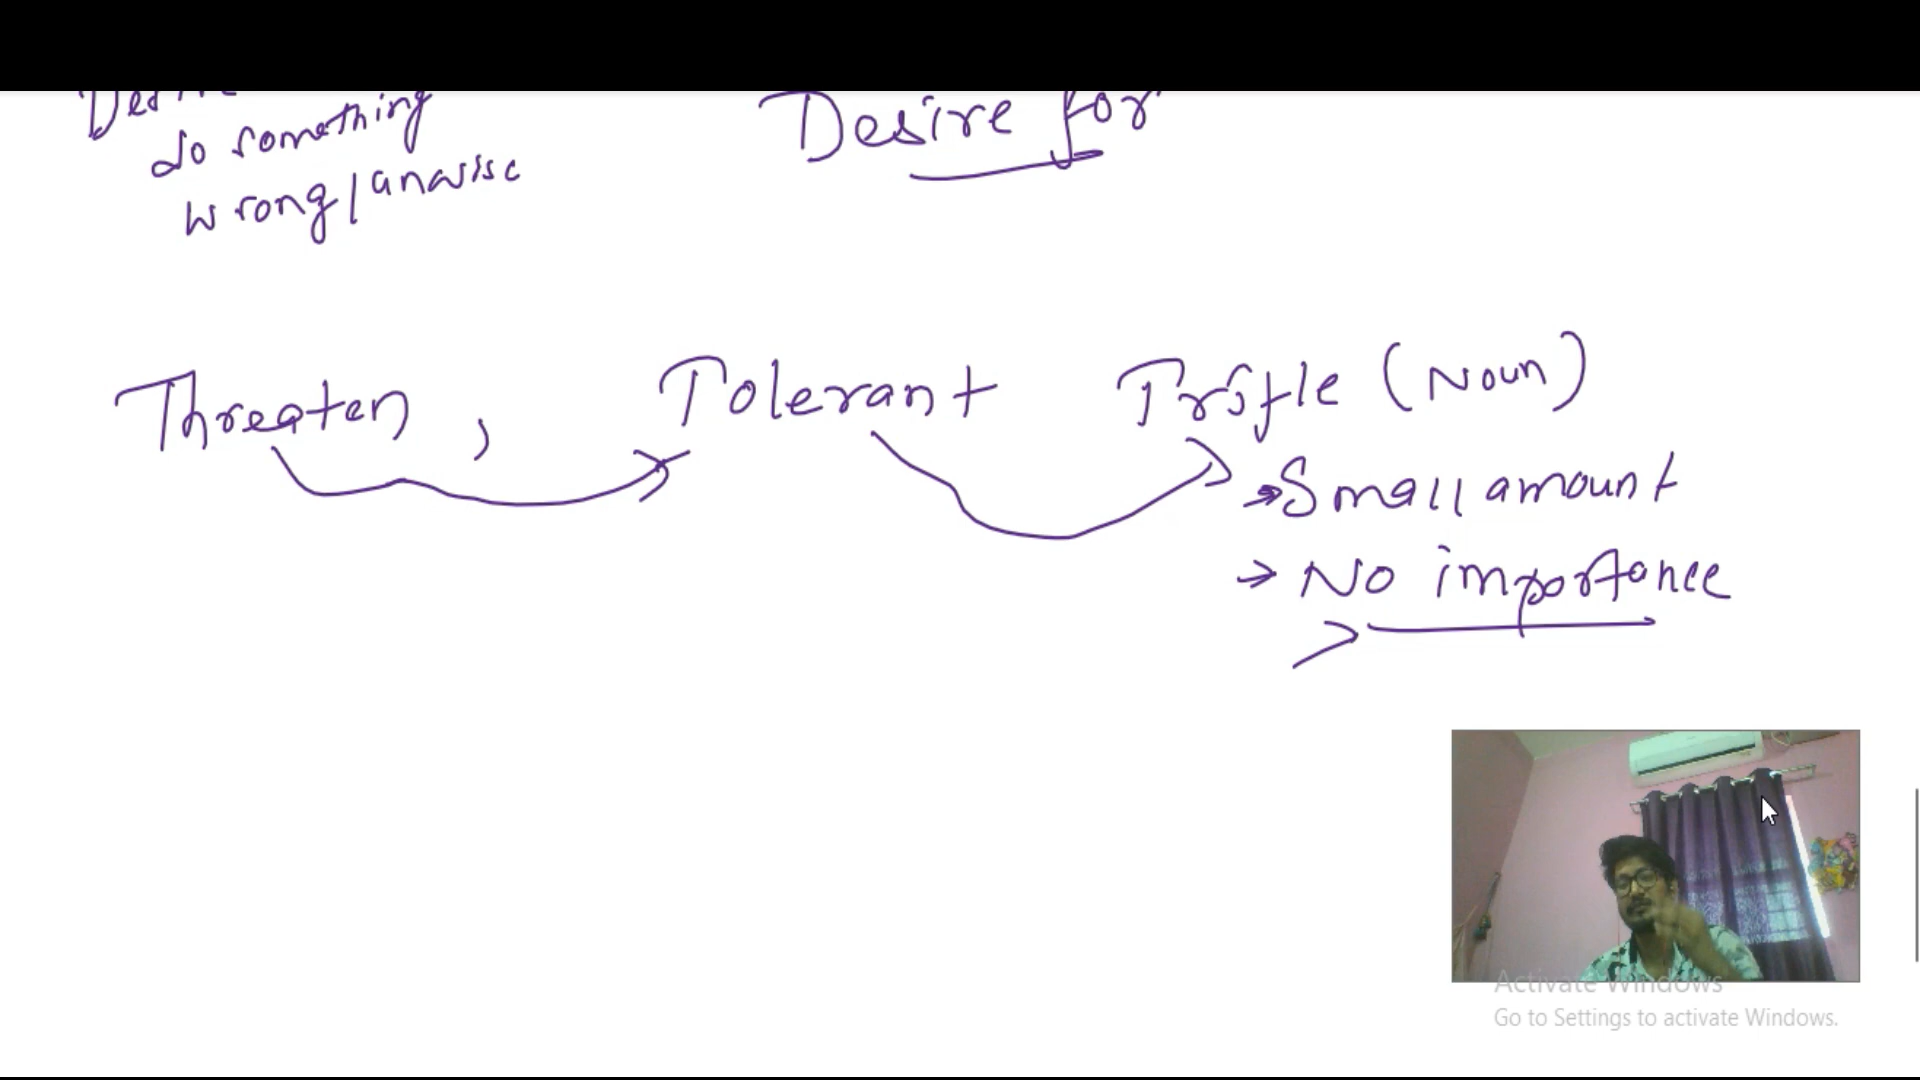 do something
wrong/anwise
Desire for
Threaten, Tolerant Trifle (Noun)
→ Small amount
→ No importance
Activate Windows
Go to Settings to activate Windows.